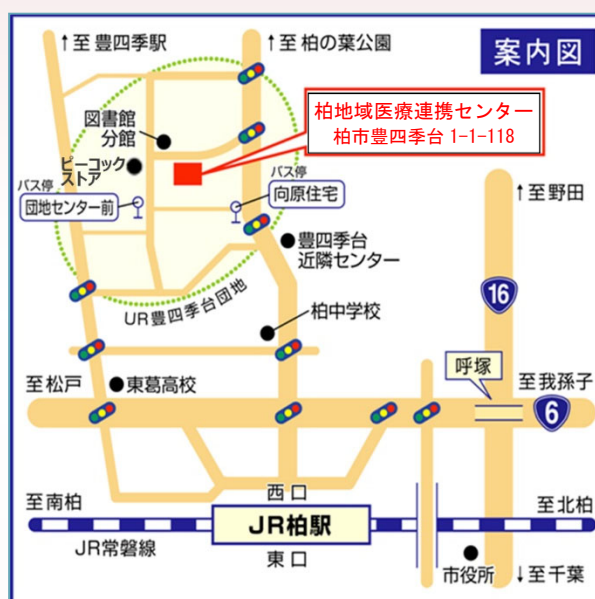 ↑至 豊四季駅
↑至 柏の葉公園
案内図
図書館
分館
柏地域医療連携センター
柏市豊四季台 1-1-118
ピーコック
ストア
バス停
団地センター前
バス停
向原住宅
↑至 野田
豊四季台
近隣センター
UR豊四季台団地
16
柏中学校
呼塚
至 松戸
東葛高校
至 我孫子
6
西口
至 南柏
JR柏駅
至 北柏
JR常磐線
東口
市役所
↓至 千葉